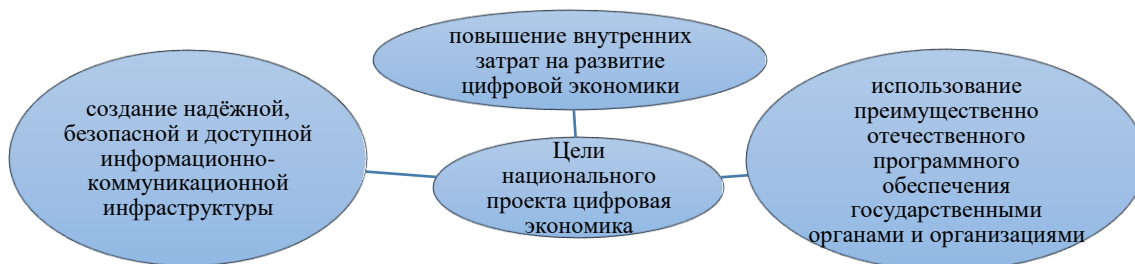 повышение внутренних
затрат на развитие
цифровой экономики
создание надёжной,
безопасной и доступной
информационно-
коммуникационной
инфраструктуры
Цели
национального
проекта цифровая
экономика
использование
преимущественно
отечественного
программного
обеспечения
государственными
органами и организациями